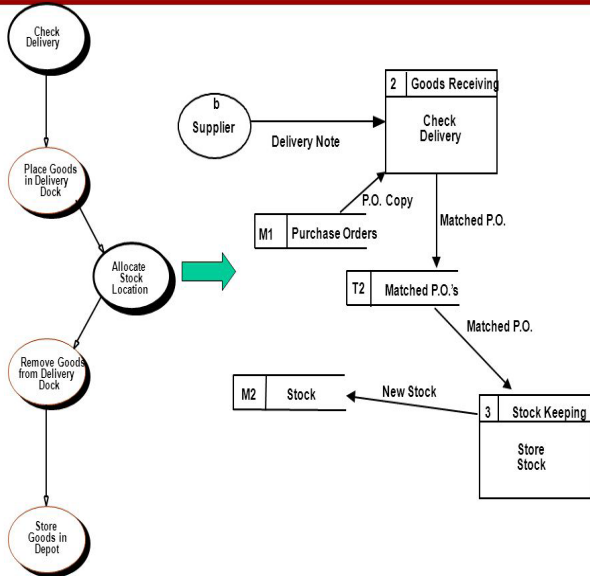 Check
Delivery
Place Goods
in Delivery
Dock
Allocate
Stock
Location
Remove Goods
from Delivery
Dock
Store
Goods in
Depot
b
Supplier
Delivery Note
2 Goods Receiving
Check
Delivery
P.O. Copy
M1 Purchase Orders
Matched P.O.
T2 Matched P.O.'s
Matched P.O.
M2 Stock
New Stock
3 Stock Keeping
Store
Stock